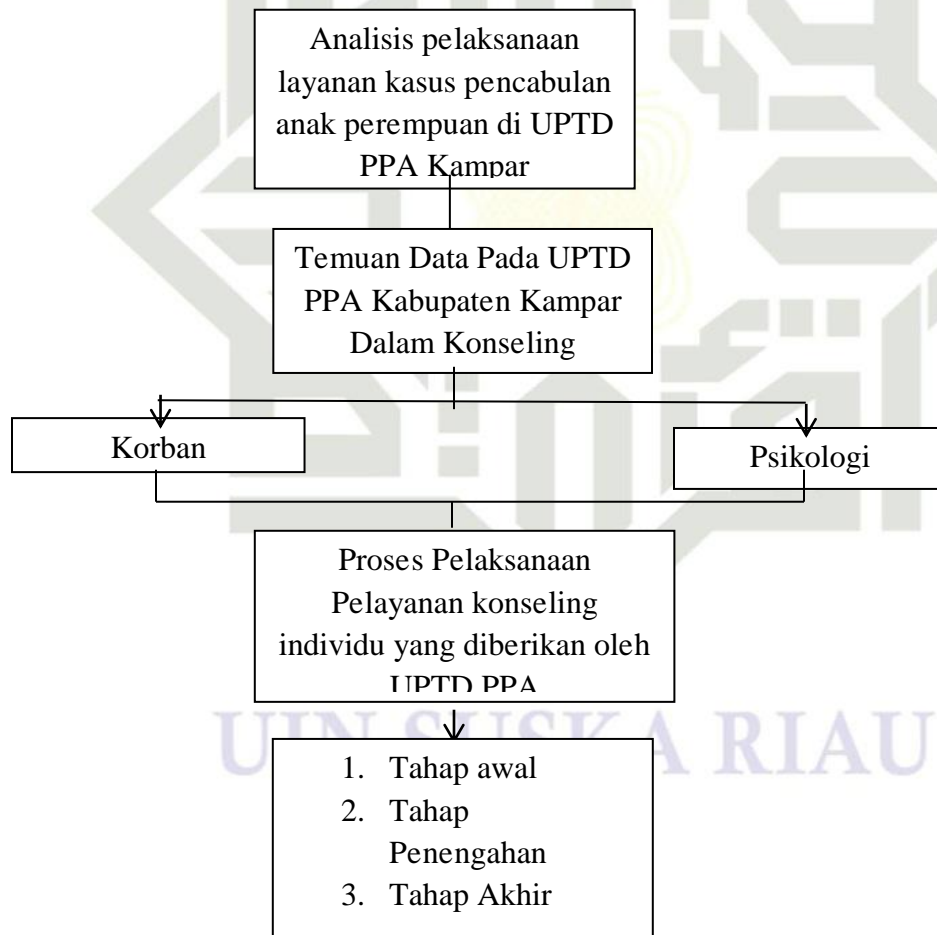 Analisis pelaksanaan
layanan kasus pencabulan
anak perempuan di UPTD
PPA Kampar
Temuan Data Pada UPTD
PPA Kabupaten Kampar
Dalam Konseling
Korban
Psikologi
Proses Pelaksanaan
Pelayanan konseling
individu yang diberikan oleh
UPTD PPA
UIN SUSKA RIAU
1. Tahap awal
2. Tahap
Penengahan
3. Tahap Akhir